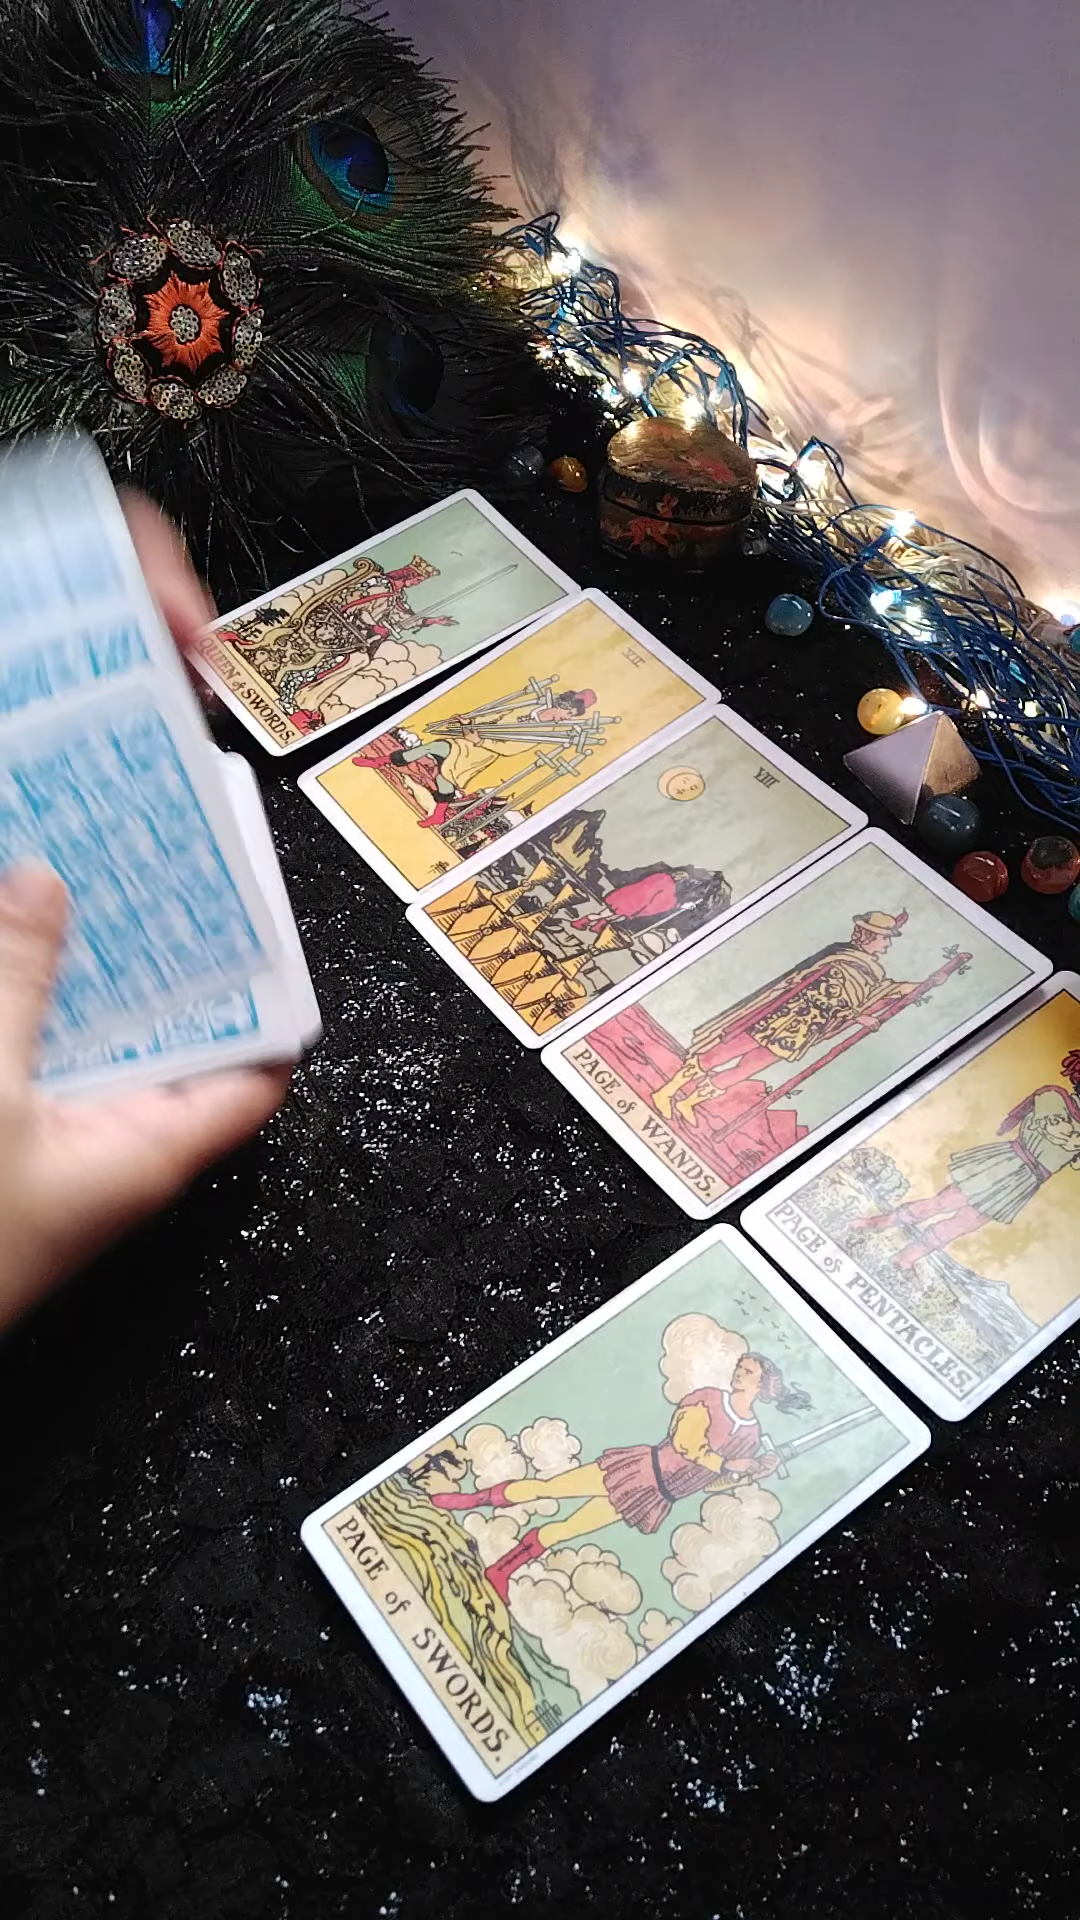 QUEEN of SWORDS.
VII
VIII
PAGE of WANDS.
PAGE of PENTACLES.
PAGE of SWORDS.